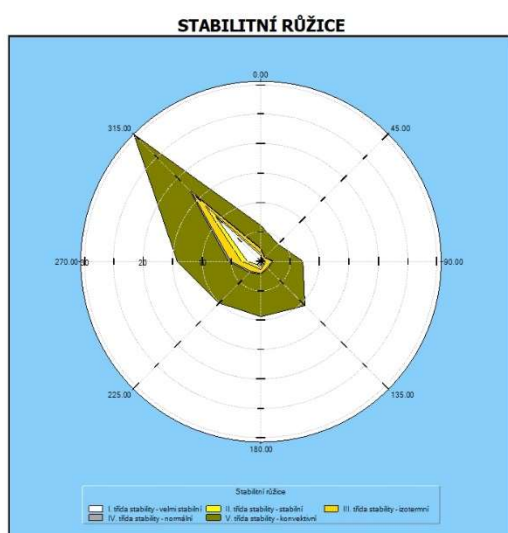 STABILITNÍ RŮŽICE
0.00
315.00
45.00
270.00
30
20
10
90.00
225.00
135.00
180.00
Stabilitní růžice
I. třída stability - velmi stabilní
II. třída stability - stabilní
III. třída stability - izotermní
IV. třída stability - normální
V. třída stability - konvektivní